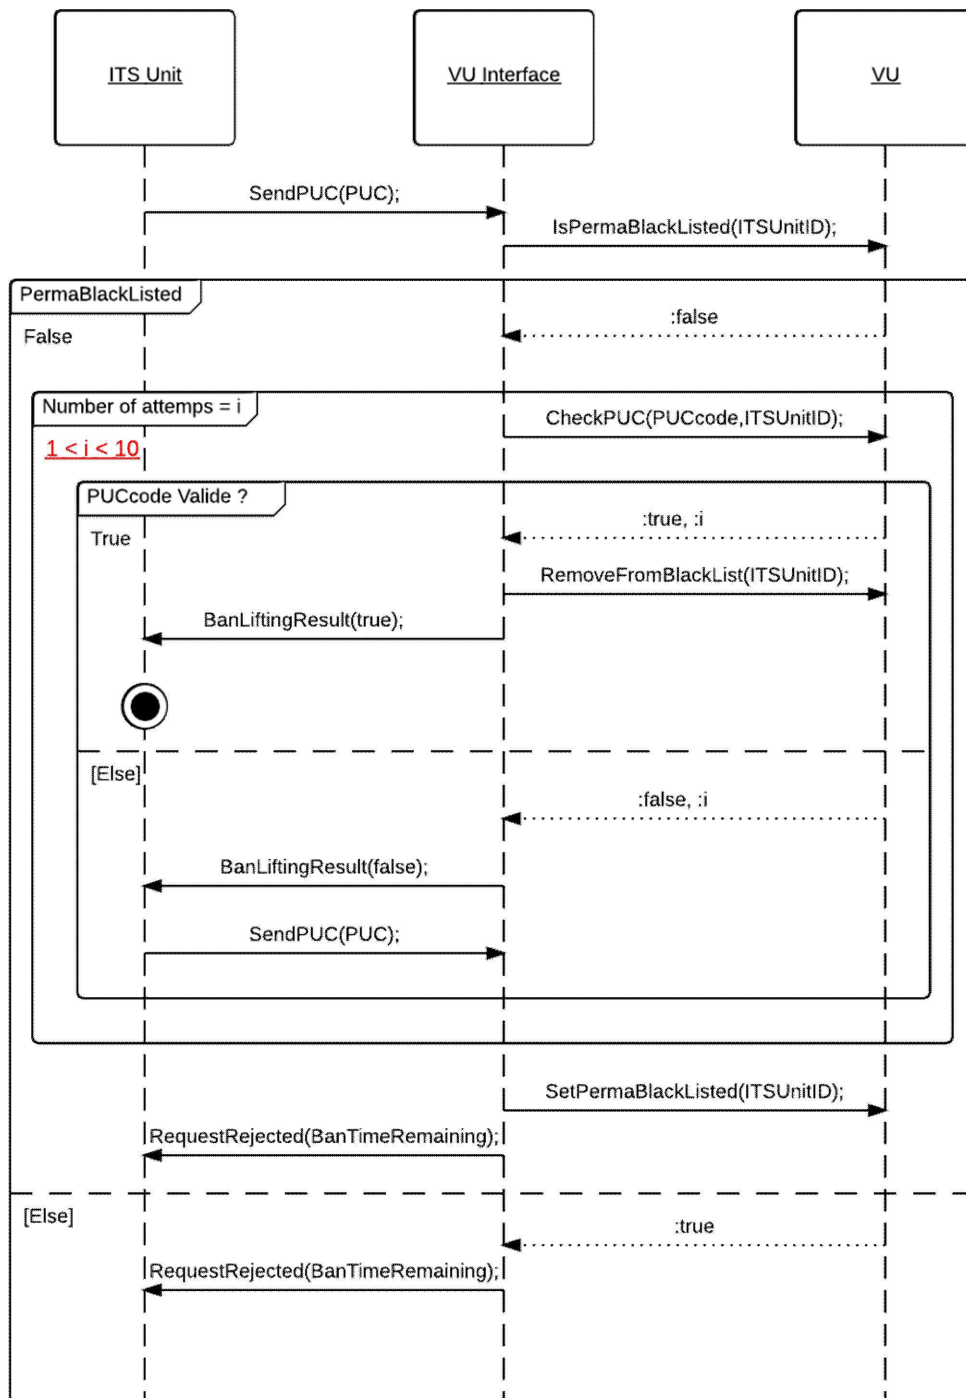 ITS Unit
VU Interface
VU
SendPUC(PUC);
IsPermaBlackListed(ITSUnitID);
PermaBlackListed
:false
False
Number of attemps = i
CheckPUC(PUCcode,ITSUnitID);
1 < i < 10
PUCcode Valide ?
:true, :i
True
RemoveFromBlackList(ITSUnitID);
BanLiftingResult(true);
[Else]
:false, :i
BanLiftingResult(false);
SendPUC(PUC);
SetPermaBlackListed(ITSUnitID);
RequestRejected(BanTimeRemaining);
[Else]
:true
RequestRejected(BanTimeRemaining);